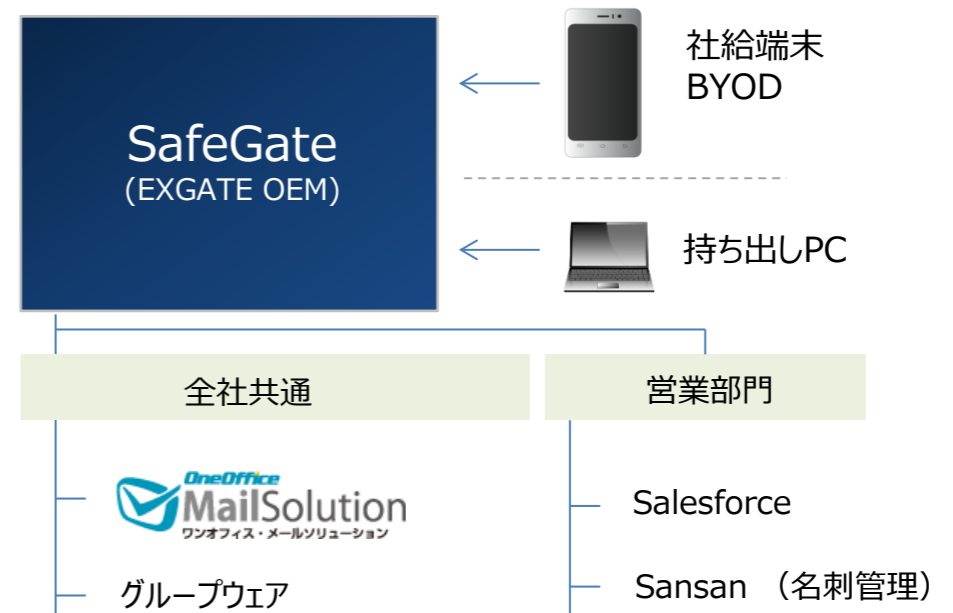 SafeGate
(EXGATE OEM)
社給端末
BYOD
持ち出しPC
全社共通
営業部門
OneOffice
MailSolution
ワンオフィス・メールソリューション
グループウェア
Salesforce
Sansan （名刺管理）